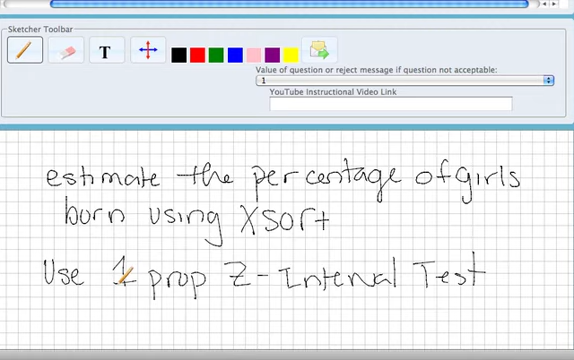 Sketcher Toolbar
T
Value of question or reject message if question not acceptable:
1
YouTube Instructional Video Link
estimate the percentage of girls
born using XSORT
Use 1 prop Z-Interval Test